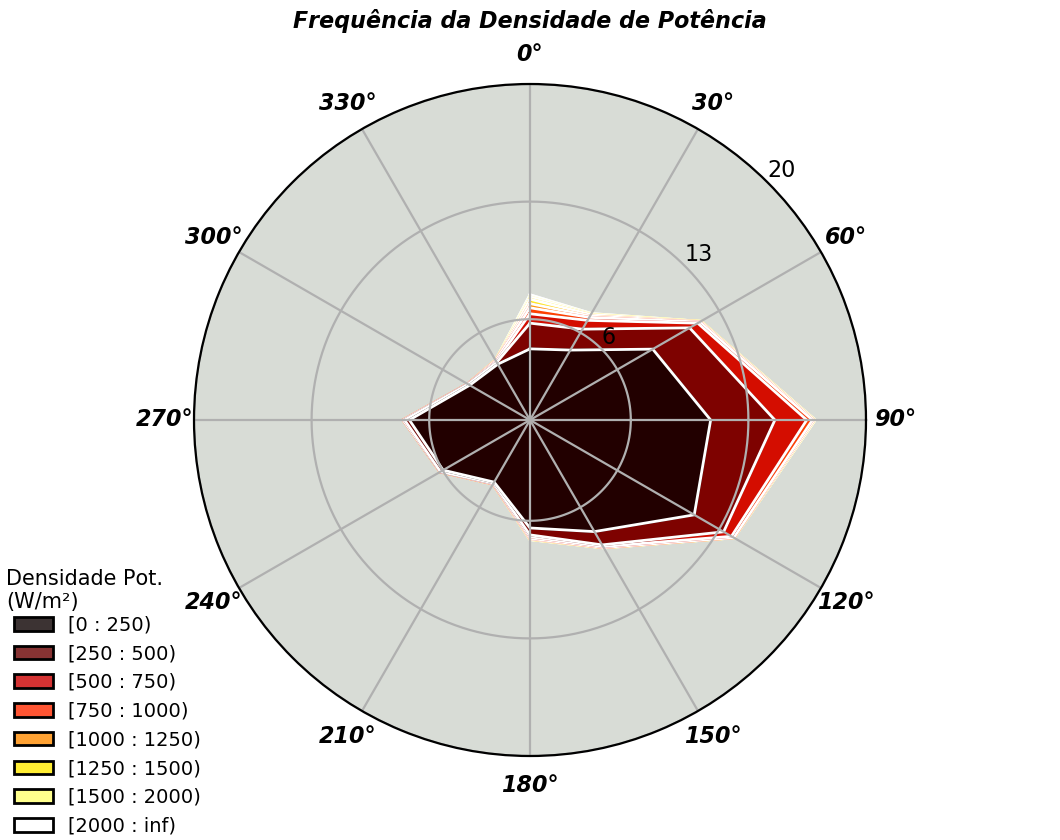 Frequência da Densidade de Potência
0°
330°
30°
20
300°
60°
13
6
270°
90°
240°
120°
210°
150°
180°
Densidade Pot.
(W/m²)
[0 : 250)
[250 : 500)
[500 : 750)
[750 : 1000)
[1000 : 1250)
[1250 : 1500)
[1500 : 2000)
[2000 : inf)